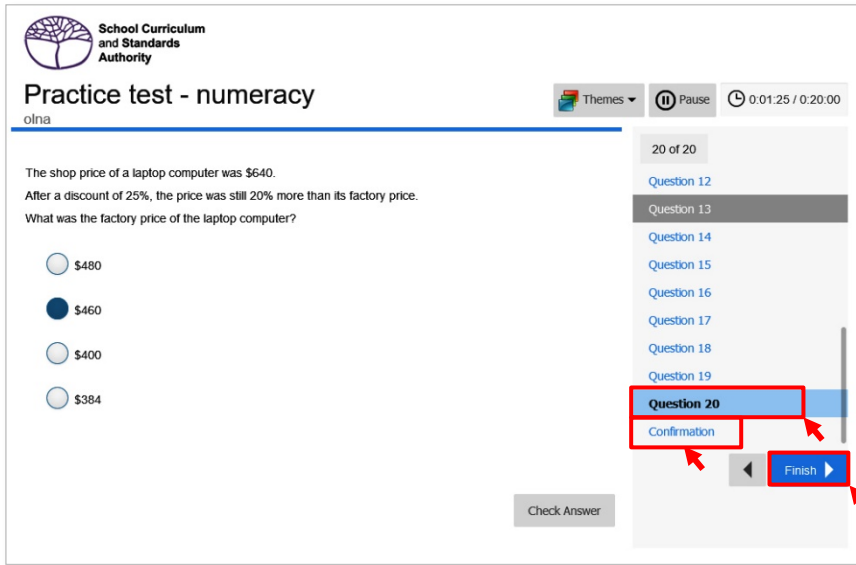 School Curriculum
and Standards
Authority
Practice test - numeracy
olna
Themes
Pause
0:01:25 / 0:20:00
The shop price of a laptop computer was $640.
After a discount of 25%, the price was still 20% more than its factory price.
What was the factory price of the laptop computer?
$480
$460
$400
$384
Check Answer
20 of 20
Question 12
Question 13
Question 14
Question 15
Question 16
Question 17
Question 18
Question 19
Question 20
Confirmation
Finish